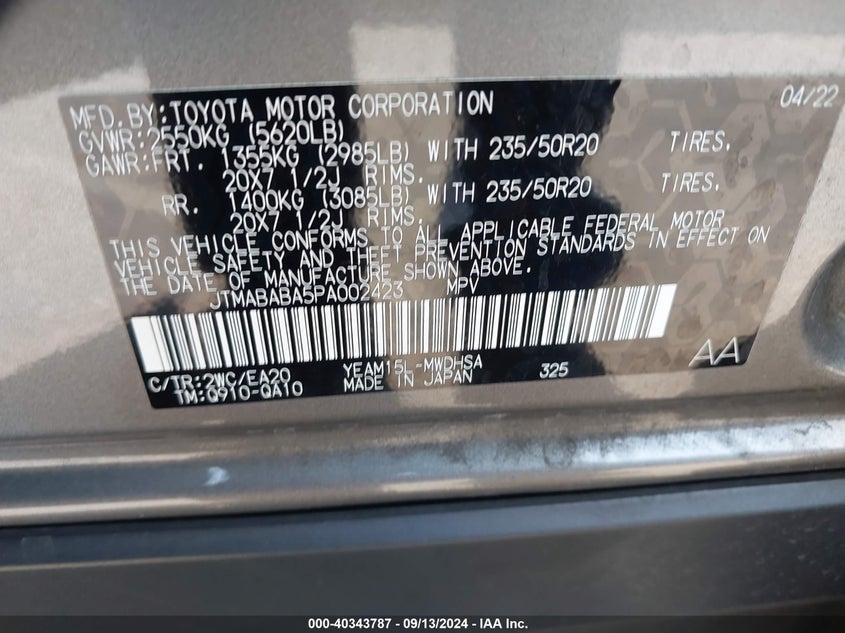 MFD. BY: TOYOTA MOTOR CORPORATION 04/22
GVWR: 2550KG (5620LB)
GAWR: FRT. 1355KG (2985LB) WITH 235/50R20 TIRES.
20X7 1/2J RIMS.
RR. 1400KG (3085LB) WITH 235/50R20 TIRES.
20X7 1/2J RIMS.
THIS VEHICLE CONFORMS TO ALL APPLICABLE FEDERAL MOTOR
VEHICLE SAFETY AND THEFT PREVENTION STANDARDS IN EFFECT ON
THE DATE OF MANUFACTURE SHOWN ABOVE.
JTMABABA5PA002423 MPV
C/TR: 2WC/EA20 YEAM15L-MWDHSA 325 AA
TM: Q910-QA10 MADE IN JAPAN
000-40343787 - 09/13/2024 - IAA Inc.